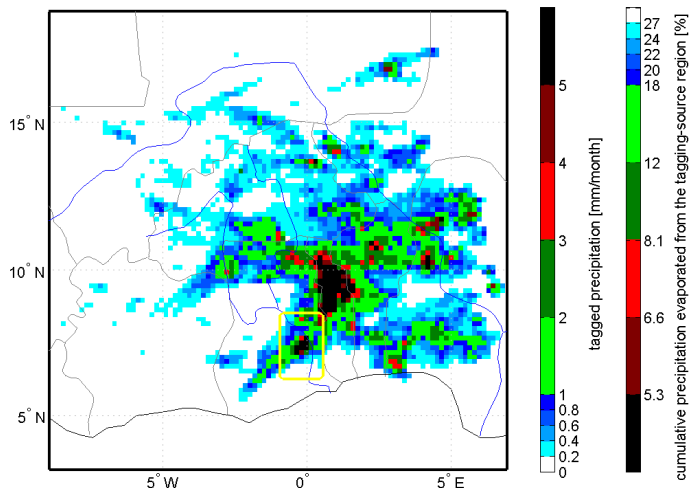 15° N
10° N
5° N
5° W
0°
5° E
5
4
3
2
1
0.8
0.6
0.4
0.2
0
tagged precipitation [mm/month]
27
24
22
20
18
12
8.1
6.6
5.3
cumulative precipitation evaporated from the tagging-source region [%]